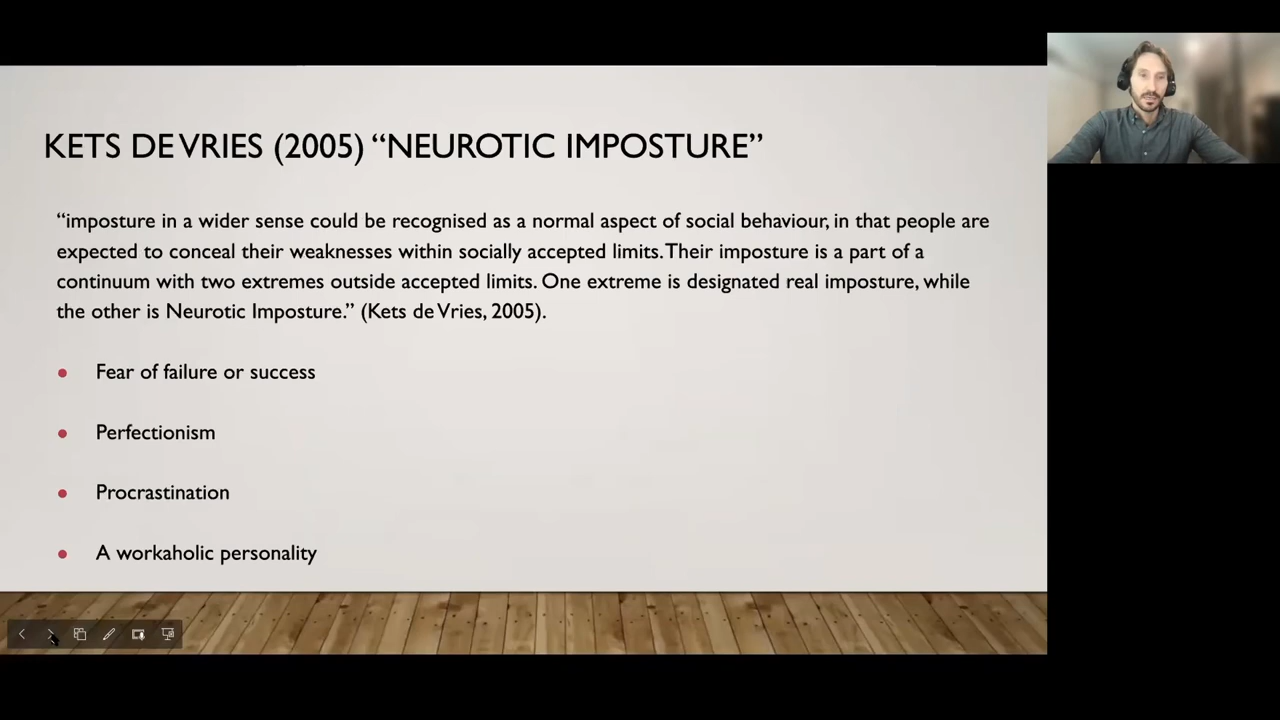 KETS DE VRIES (2005) “NEUROTIC IMPOSTURE”
“imposture in a wider sense could be recognised as a normal aspect of social behaviour, in that people are
expected to conceal their weaknesses within socially accepted limits. Their imposture is a part of a
continuum with two extremes outside accepted limits. One extreme is designated real imposture, while
the other is Neurotic Imposture.” (Kets de Vries, 2005).
Fear of failure or success
Perfectionism
Procrastination
A workaholic personality